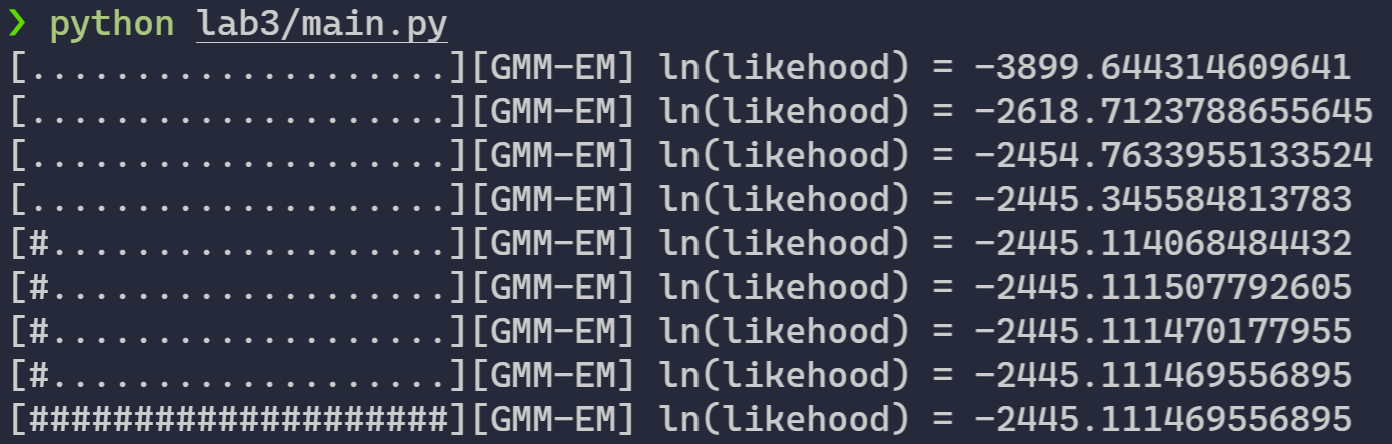 ❯ python lab3/main.py
[....................][GMM-EM] ln(likehood) = -3899.644314609641
[....................][GMM-EM] ln(likehood) = -2618.7123788655645
[....................][GMM-EM] ln(likehood) = -2454.7633955133524
[....................][GMM-EM] ln(likehood) = -2445.345584813783
[#...................][GMM-EM] ln(likehood) = -2445.114068484432
[#...................][GMM-EM] ln(likehood) = -2445.111507792605
[#...................][GMM-EM] ln(likehood) = -2445.111470177955
[#...................][GMM-EM] ln(likehood) = -2445.111469556895
[####################][GMM-EM] ln(likehood) = -2445.111469556895